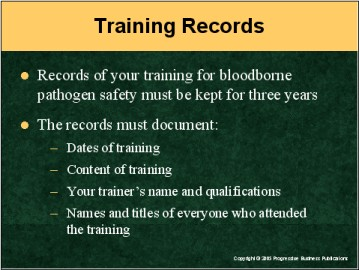 Training Records
● Records of your training for bloodborne
pathogen safety must be kept for three years
● The records must document:
– Dates of training
– Content of training
– Your trainer's name and qualifications
– Names and titles of everyone who attended
the training
Copyright © Progressive Business Publications